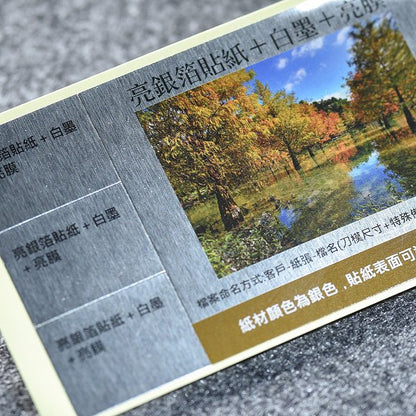 亮銀箔貼紙＋白墨＋亮膜
箔貼紙＋白墨
亮膜
亮銀箔貼紙＋白墨
＋亮膜
亮銀箔貼紙＋白墨
＋亮膜
檔案命名方式:客戶-紙張-檔名(刀模尺寸＋特殊
紙材顏色為銀色，貼紙表面可